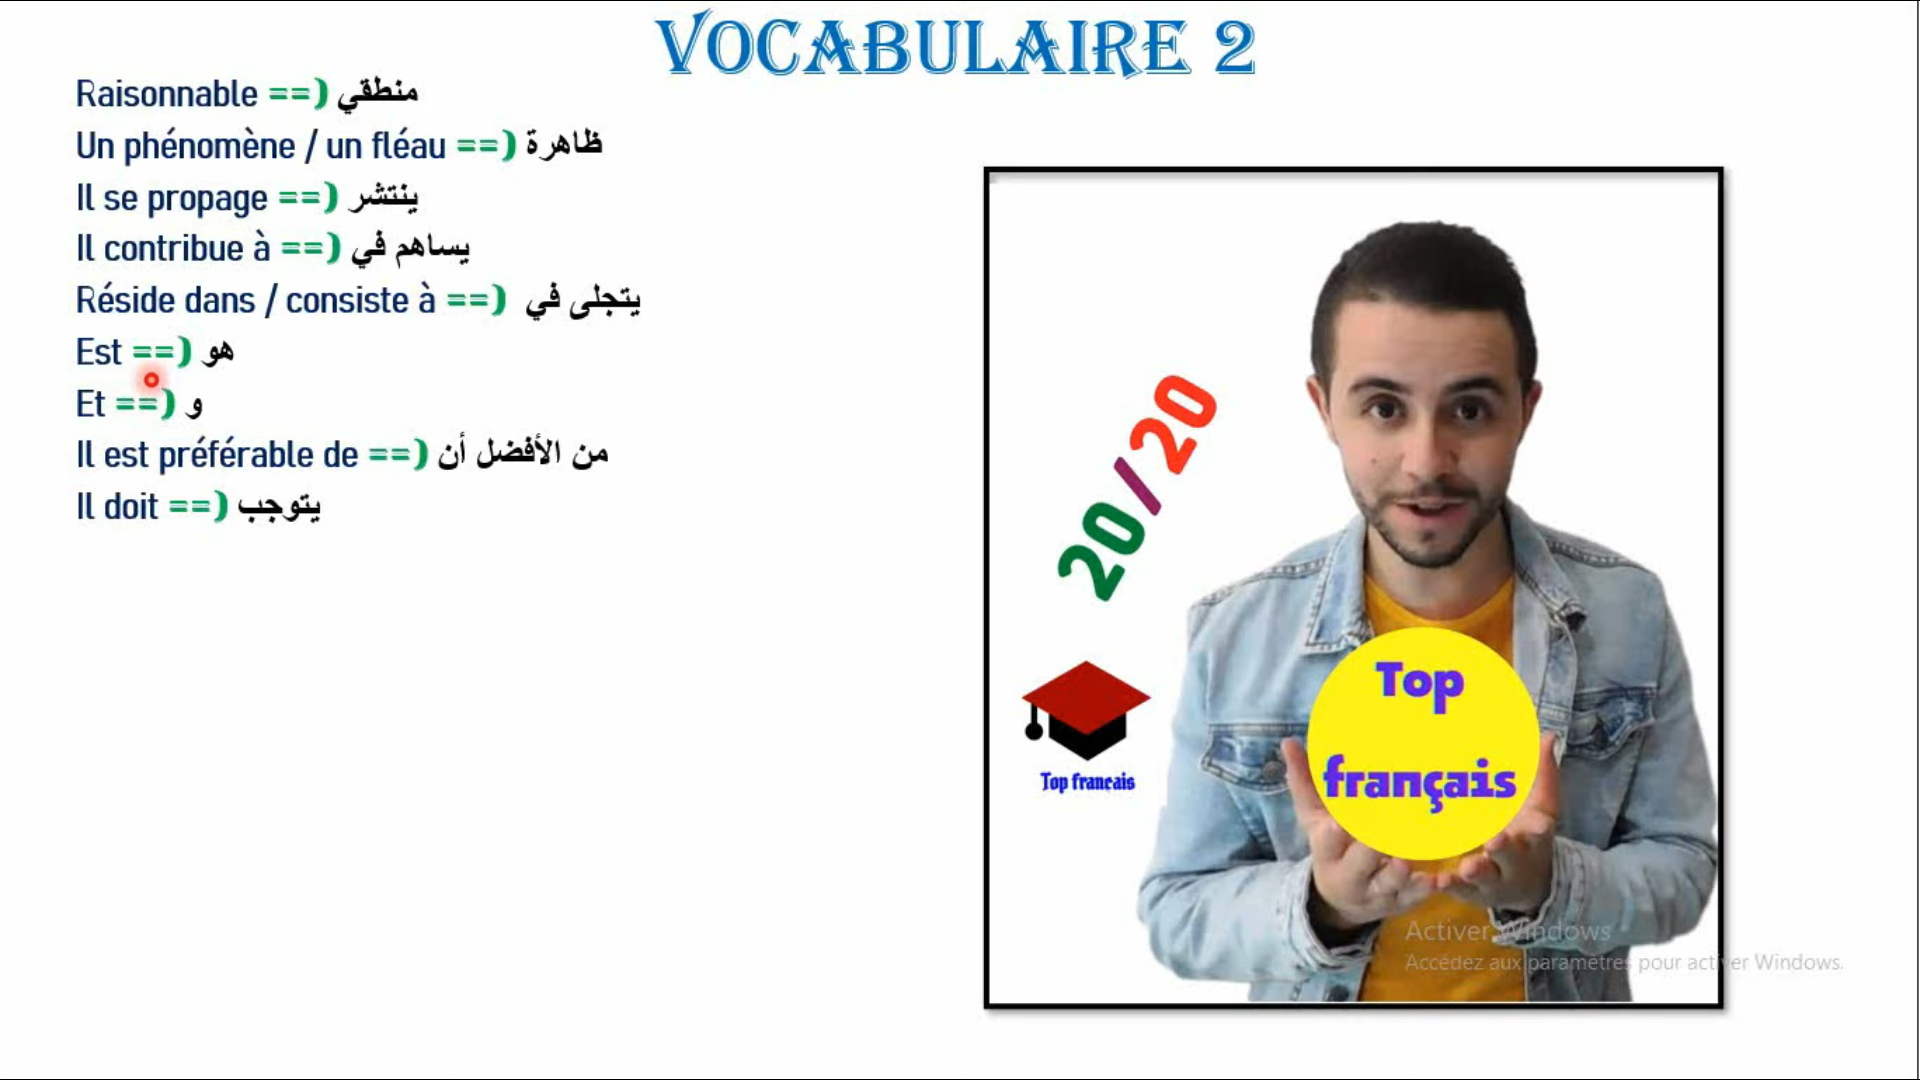 VOCABULAIRE 2
Raisonnable ==) منطقي
Un phénomène / un fléau ==) ظاهرة
Il se propage ==) ينتشر
Il contribue à ==) يساهم في
Réside dans / consiste à ==) يتجلى في
Est ==) هو
Et ==) و
Il est préférable de ==) من الأفضل أن
Il doit ==) يتوجب
20/20
Top francais
Top
français
Activer Windows
Accédez aux paramètres pour activer Windows.